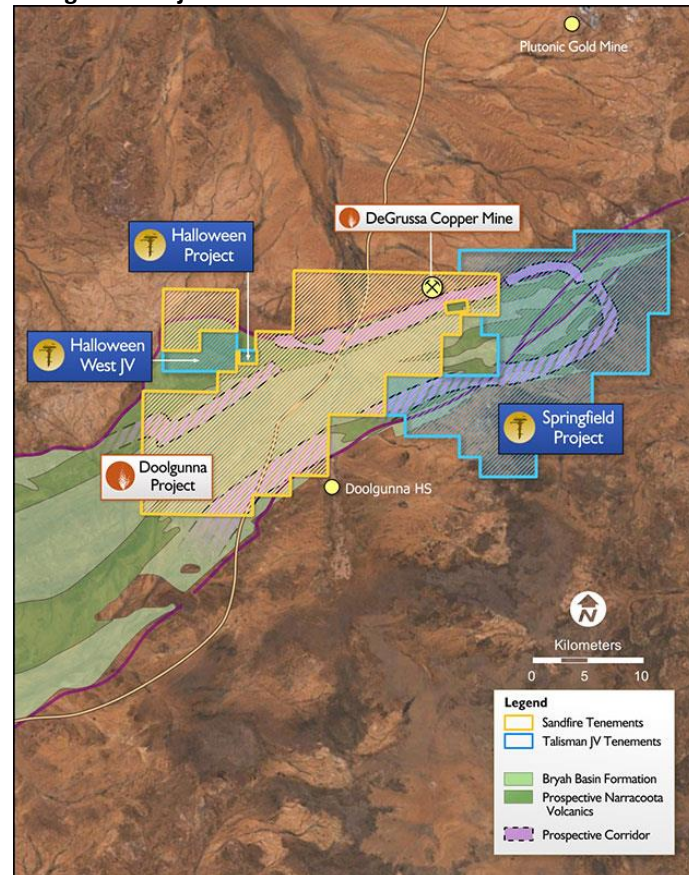 Plutonic Gold Mine
DeGrussa Copper Mine
Halloween
Project
Halloween
West JV
Springfield
Project
Doolgunna
Project
Doolgunna HS
N
Kilometers
0 5 10
Legend
Sandfire Tenements
Talisman JV Tenements
Bryah Basin Formation
Prospective Narracoota
Volcanics
Prospective Corridor